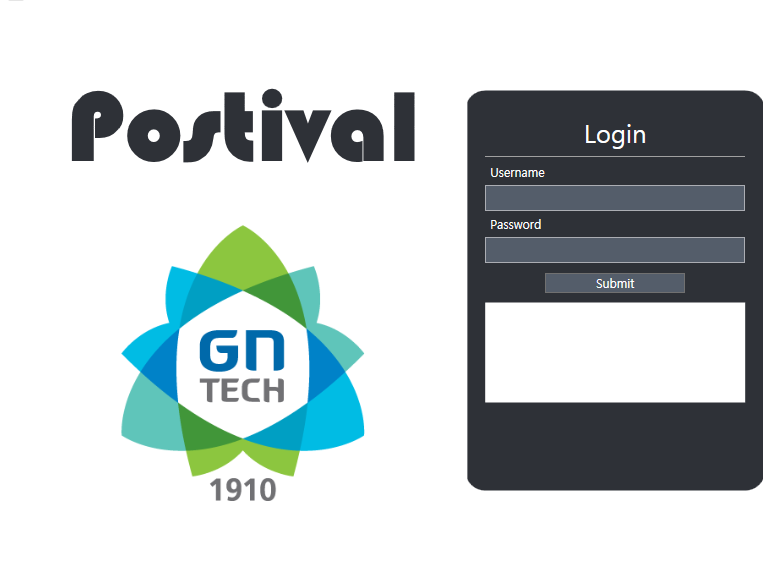 Postival
GN
TECH
1910
Login
Username
Password
Submit